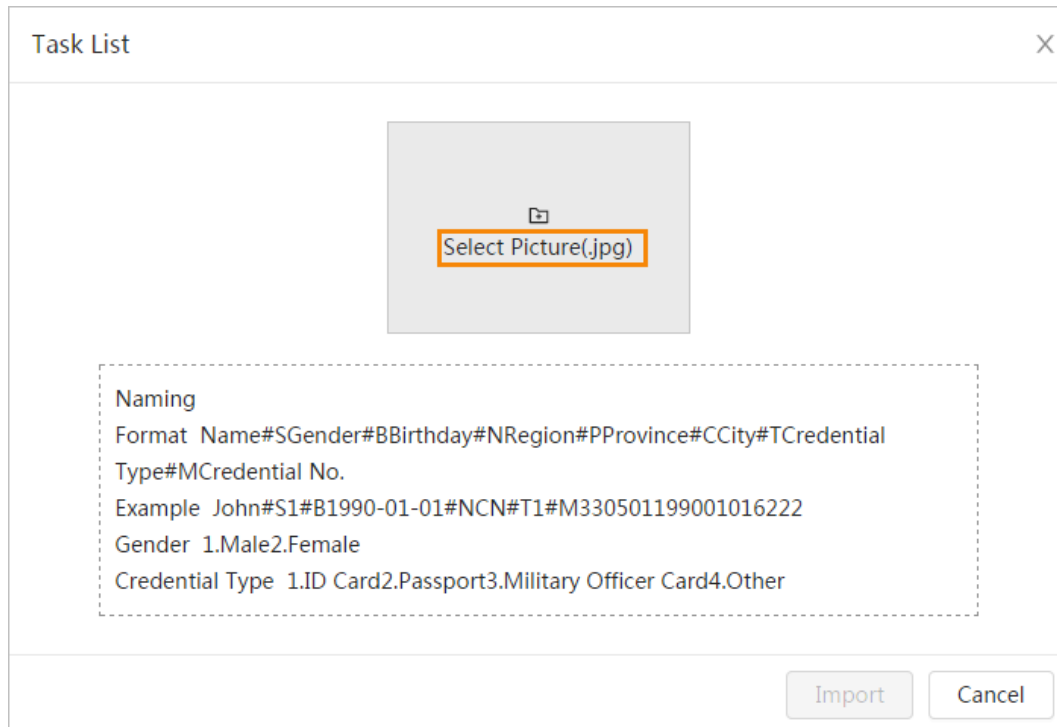 Task List
X
Select Picture(.jpg)
Naming
Format  Name#SGender#BBirthday#NRegion#PProvince#CCity#TCredential
Type#MCredential No.
Example  John#S1#B1990-01-01#NCN#T1#M330501199001016222
Gender  1.Male2.Female
Credential Type  1.ID Card2.Passport3.Military Officer Card4.Other
Import
Cancel